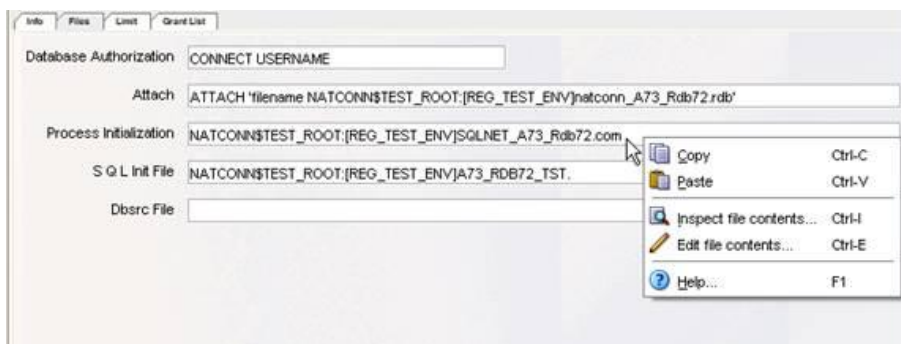 Info Files Limit Grant List
Database Authorization CONNECT USERNAME
Attach ATTACH 'filename NATCONN$TEST_ROOT:[REG_TEST_ENV]natconn_A73_Rdb72.rdb'
Process Initialization NATCONN$TEST_ROOT:[REG_TEST_ENV]SQLNET_A73_Rdb72.com
S Q L Init File NATCONN$TEST_ROOT:[REG_TEST_ENV]A73_RDB72_TST.
Dbsrc File
Copy Ctrl-C
Paste Ctrl-V
Inspect file contents... Ctrl-I
Edit file contents... Ctrl-E
Help... F1